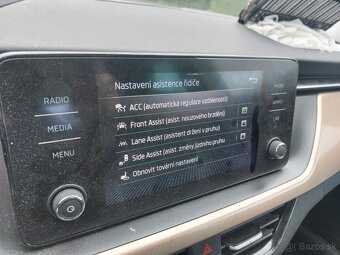 Nastavení asistence řidiče
RADIO
MEDIA
MENU
ACC (automatická regulace vzdálenosti)
Front Assist (asist. nouzového brzdění)
Lane Assist (asistent držení v pruhu)
Side Assist (asist. změny jízdního pruhu)
Obnovit tovární nastavení
PHONE
APPS
CAR
bazos.sk